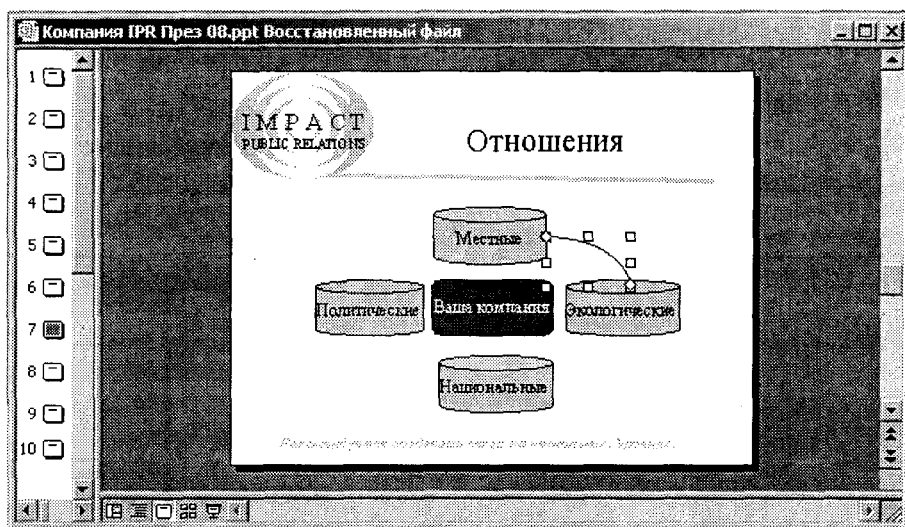 Компания IPR През 08.ppt Восстановленный файл
1
2
3
4
5
6
7
8
9
10
IMPACT
PUBLIC RELATIONS
Отношения
Местные
Политические
Ваша компания
Экологические
Национальные